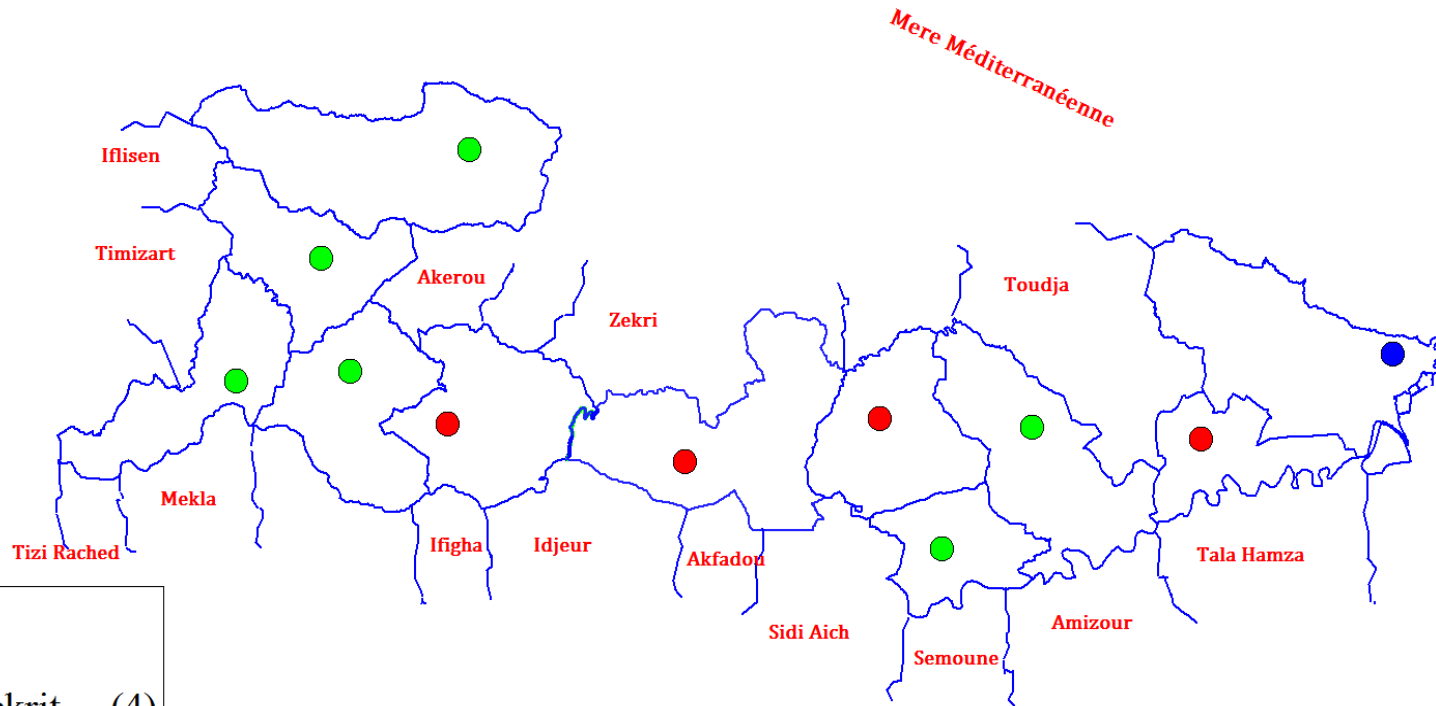 Mere Méditerranéenne
Iflisen
Timizart
Akerou
Toudja
Zekri
Mekla
Tizi Rached
Ifigha
Idjeur
Akfadou
Tala Hamza
Sidi Aich
Amizour
Semoune
(4)